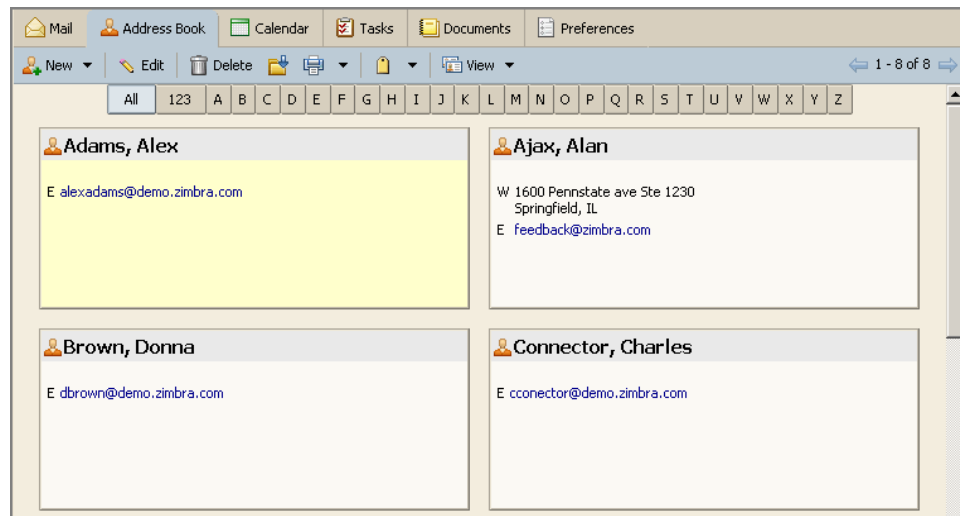 Mail Address Book Calendar Tasks Documents Preferences
New Edit Delete View 1 - 8 of 8
All 123 A B C D E F G H I J K L M N O P Q R S T U V W X Y Z
Adams, Alex
E alexadams@demo.zimbra.com
Ajax, Alan
W 1600 Pennstate ave Ste 1230
Springfield, IL
E feedback@zimbra.com
Brown, Donna
E dbrown@demo.zimbra.com
Connector, Charles
E cconector@demo.zimbra.com